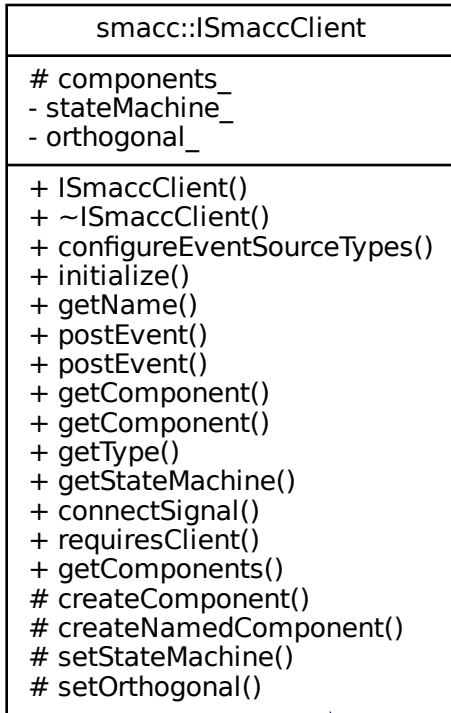 smacc::ISmaccClient
# components_
- stateMachine_
- orthogonal_
+ ISmaccClient()
+ ~ISmaccClient()
+ configureEventSourceTypes()
+ initialize()
+ getName()
+ postEvent()
+ postEvent()
+ getComponent()
+ getComponent()
+ getType()
+ getStateMachine()
+ connectSignal()
+ requiresClient()
+ getComponents()
# createComponent()
# createNamedComponent()
# setStateMachine()
# setOrthogonal()